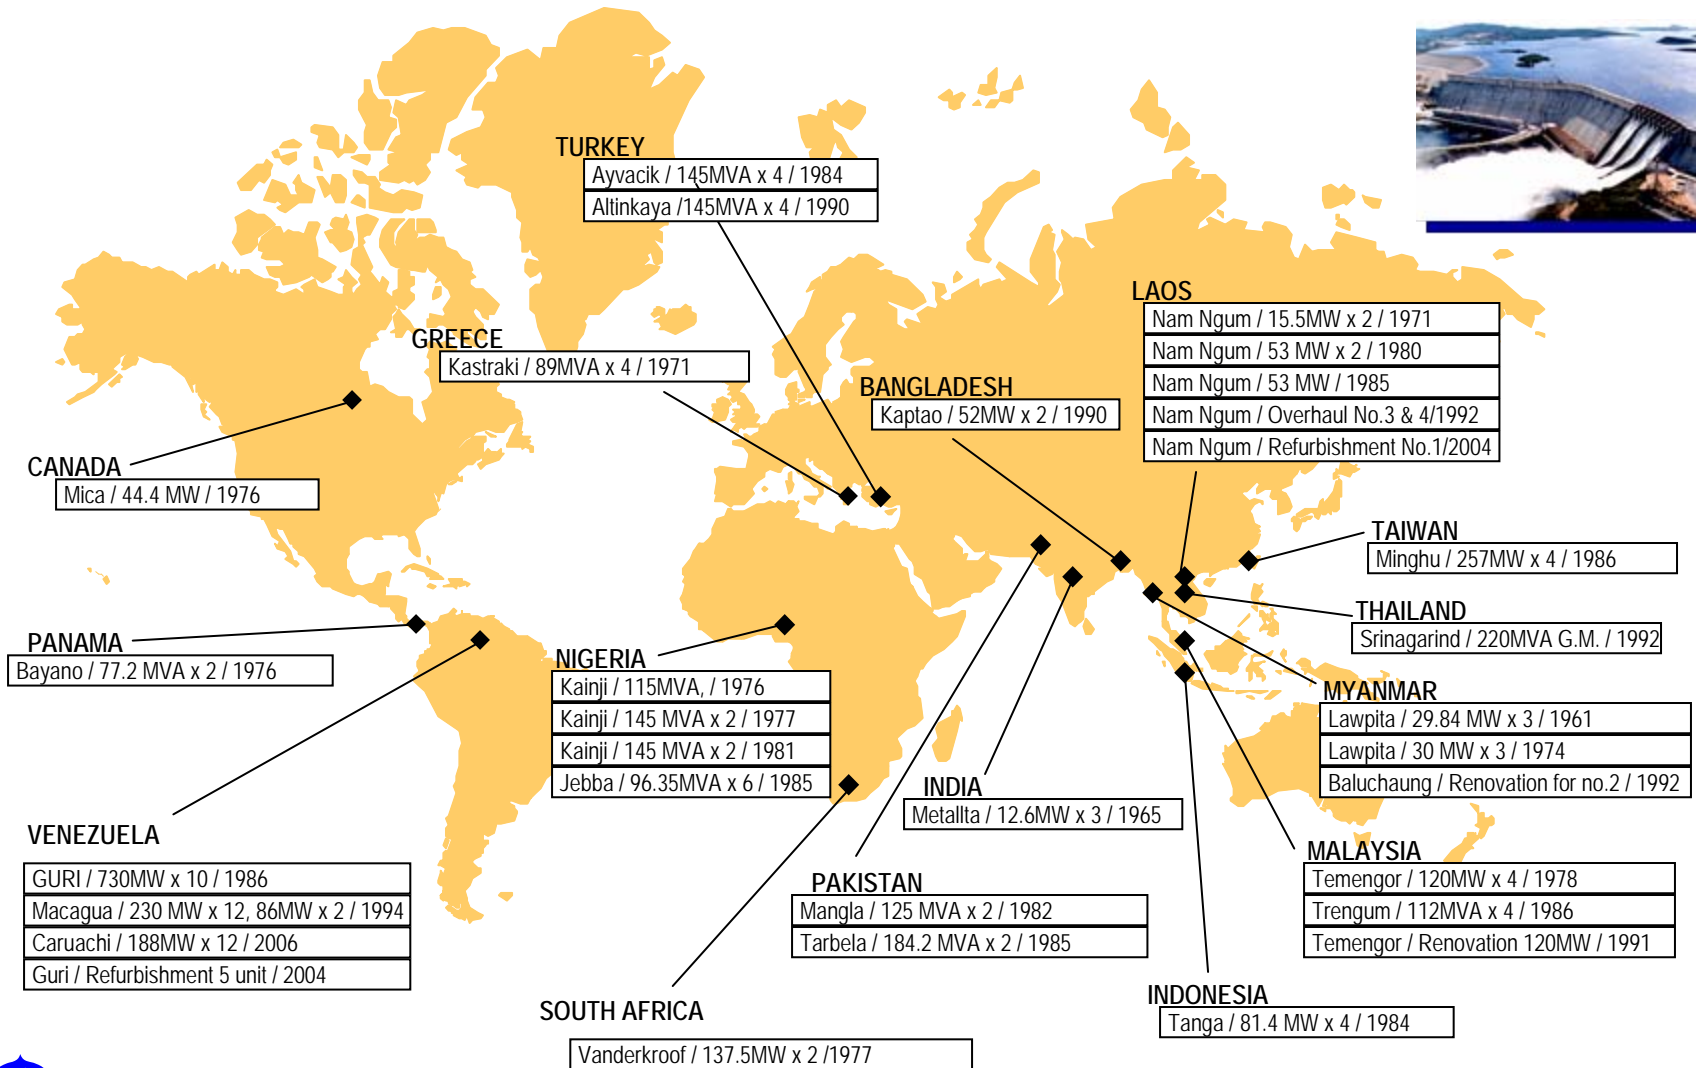 TURKEY
Ayvacik / 145MVA x 4 / 1984
Altinkaya /145MVA x 4 / 1990
LAOS
Nam Ngum / 15.5MW x 2 / 1971
Nam Ngum / 53 MW x 2 / 1980
Nam Ngum / 53 MW / 1985
Nam Ngum / Overhaul No.3 & 4/1992
Nam Ngum / Refurbishment No.1/2004
GREECE
Kastraki / 89MVA x 4 / 1971
BANGLADESH
Kaptao / 52MW x 2 / 1990
CANADA
Mica / 44.4 MW / 1976
TAIWAN
Minghu / 257MW x 4 / 1986
THAILAND
Srinagarind / 220MVA G.M. / 1992
PANAMA
Bayano / 77.2 MVA x 2 / 1976
NIGERIA
Kainji / 115MVA, / 1976
Kainji / 145 MVA x 2 / 1977
Kainji / 145 MVA x 2 / 1981
Jebba / 96.35MVA x 6 / 1985
MYANMAR
Lawpita / 29.84 MW x 3 / 1961
Lawpita / 30 MW x 3 / 1974
Baluchaung / Renovation for no.2 / 1992
INDIA
Metallta / 12.6MW x 3 / 1965
VENEZUELA
GURI / 730MW x 10 / 1986
Macagua / 230 MW x 12, 86MW x 2 / 1994
Caruachi / 188MW x 12 / 2006
Guri / Refurbishment 5 unit / 2004
PAKISTAN
Mangla / 125 MVA x 2 / 1982
Tarbela / 184.2 MVA x 2 / 1985
MALAYSIA
Temengor / 120MW x 4 / 1978
Trengum / 112MVA x 4 / 1986
Temengor / Renovation 120MW / 1991
INDONESIA
Tanga / 81.4 MW x 4 / 1984
SOUTH AFRICA
Vanderkroof / 137.5MW x 2 /1977